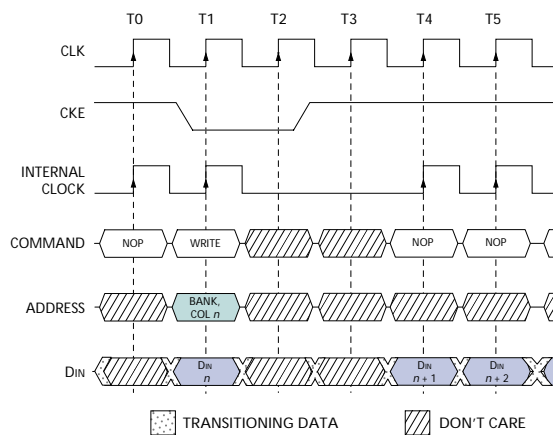 T0 T1 T2 T3 T4 T5
CLK
CKE
INTERNAL
CLOCK
COMMAND NOP WRITE NOP NOP
ADDRESS BANK,
COL n
DIN DIN
n
DIN
n + 1
DIN
n + 2
TRANSITIONING DATA DON'T CARE